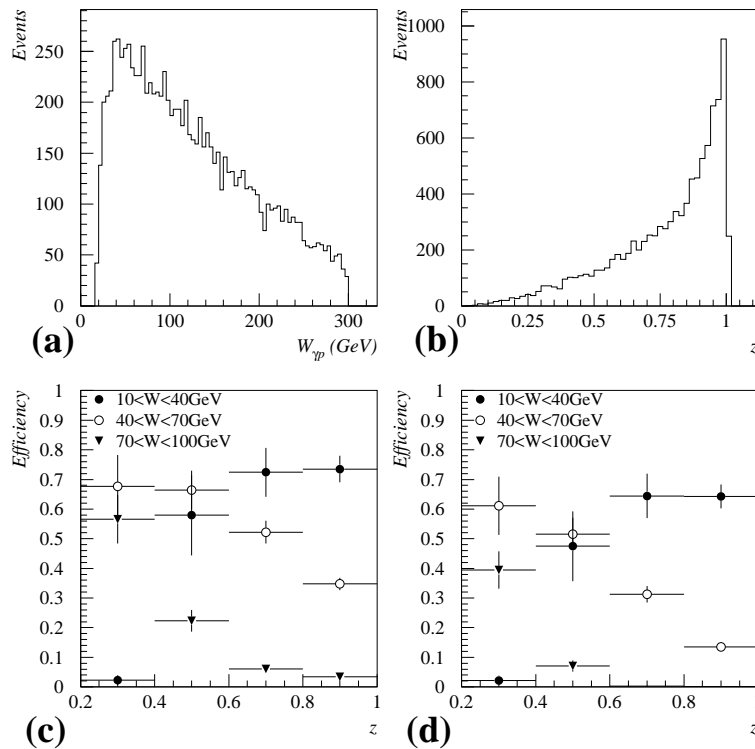 Events
250
200
150
100
50
0
0
100
200
300
W_γp (GeV)
(a)
Events
1000
800
600
400
200
0
0
0.25
0.5
0.75
1
z
(b)
Efficiency
1
0.9
0.8
0.7
0.6
0.5
0.4
0.3
0.2
0.1
0
10<W<40GeV
40<W<70GeV
70<W<100GeV
0.2
0.4
0.6
0.8
1
z
(c)
Efficiency
1
0.9
0.8
0.7
0.6
0.5
0.4
0.3
0.2
0.1
0
10<W<40GeV
40<W<70GeV
70<W<100GeV
0.2
0.4
0.6
0.8
z
(d)